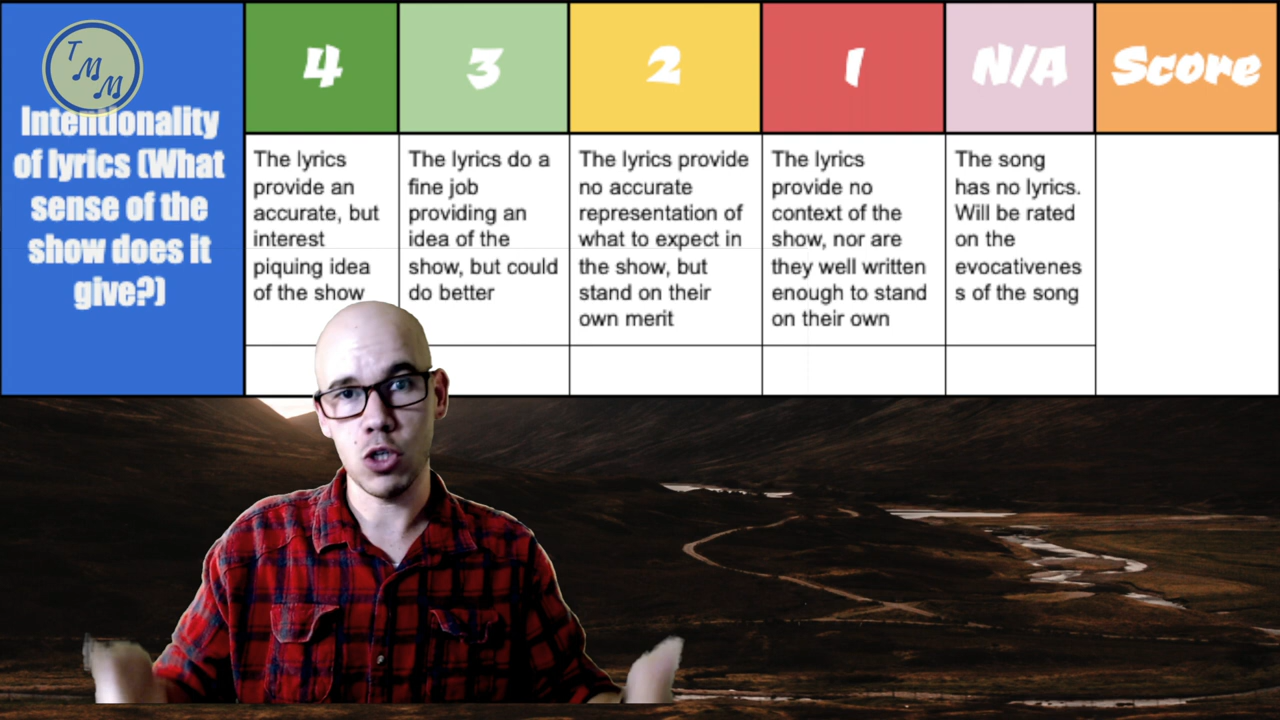 T
M
M
Intentionality
of lyrics (What
sense of the
show does it
give?)
4
3
2
1
N/A
Score
The lyrics
provide an
accurate, but
interest
piquing idea
of the show
The lyrics do a
fine job
providing an
idea of the
show, but could
do better
The lyrics provide
no accurate
representation of
what to expect in
the show, but
stand on their
own merit
The lyrics
provide no
context of the
show, nor are
they well written
enough to stand
on their own
The song
has no lyrics.
Will be rated
on the
evocativenes
s of the song